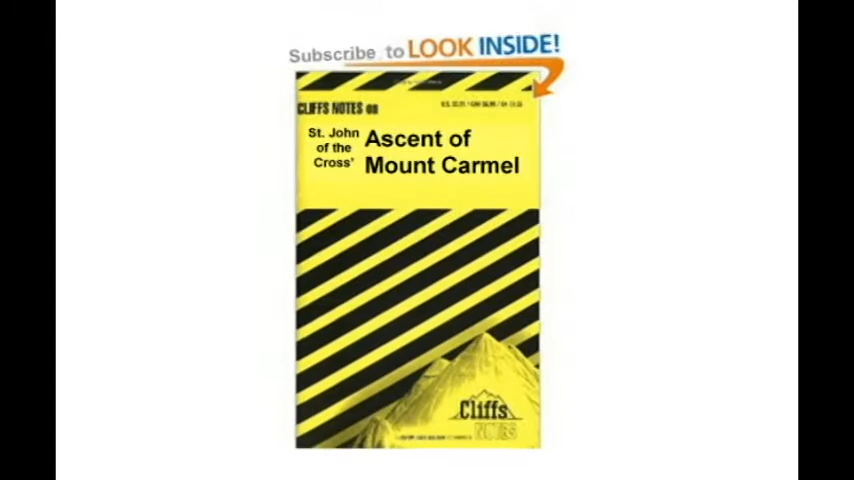 Subscribe to LOOK INSIDE!
CLIFFS NOTES on
St. John
of the
Cross'
Ascent of
Mount Carmel
Cliffs
NOTES